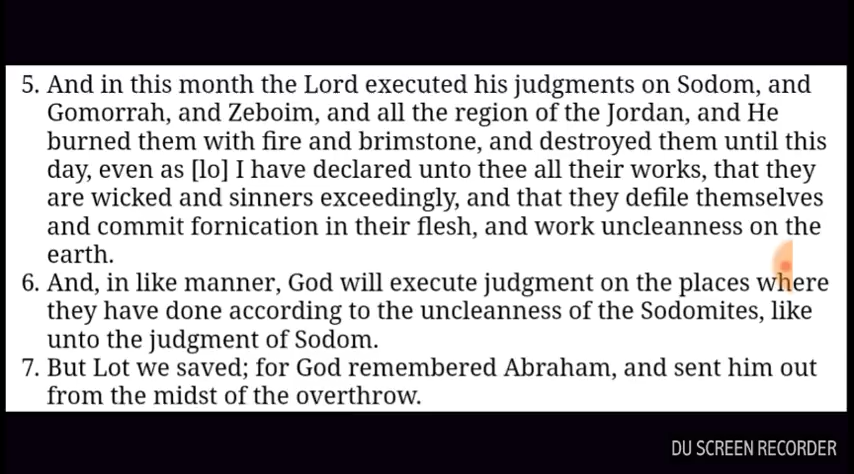 5. And in this month the Lord executed his judgments on Sodom, and
Gomorrah, and Zeboim, and all the region of the Jordan, and He
burned them with fire and brimstone, and destroyed them until this
day, even as [lo] I have declared unto thee all their works, that they
are wicked and sinners exceedingly, and that they defile themselves
and commit fornication in their flesh, and work uncleanness on the
earth.
6. And, in like manner, God will execute judgment on the places where
they have done according to the uncleanness of the Sodomites, like
unto the judgment of Sodom.
7. But Lot we saved; for God remembered Abraham, and sent him out
from the midst of the overthrow.
DU SCREEN RECORDER